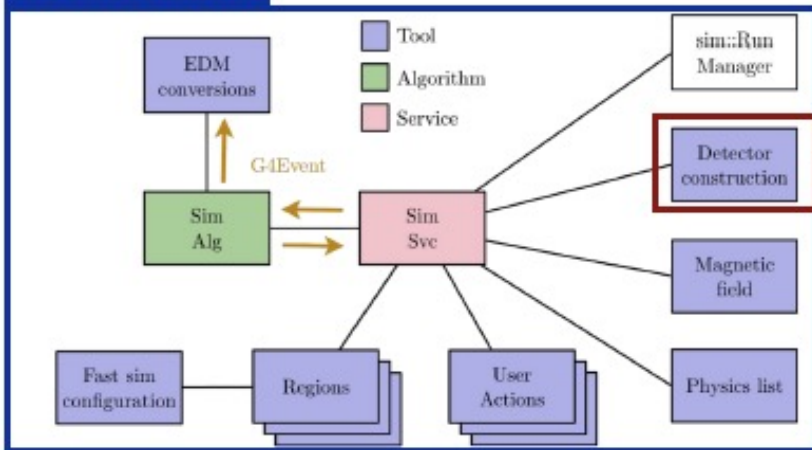 EDM
conversions
Tool
Algorithm
Service
sim::Run
Manager
G4Event
Detector
construction
Sim
Alg
Sim
Svc
Magnetic
field
Fast sim
configuration
Regions
User
Actions
Physics list